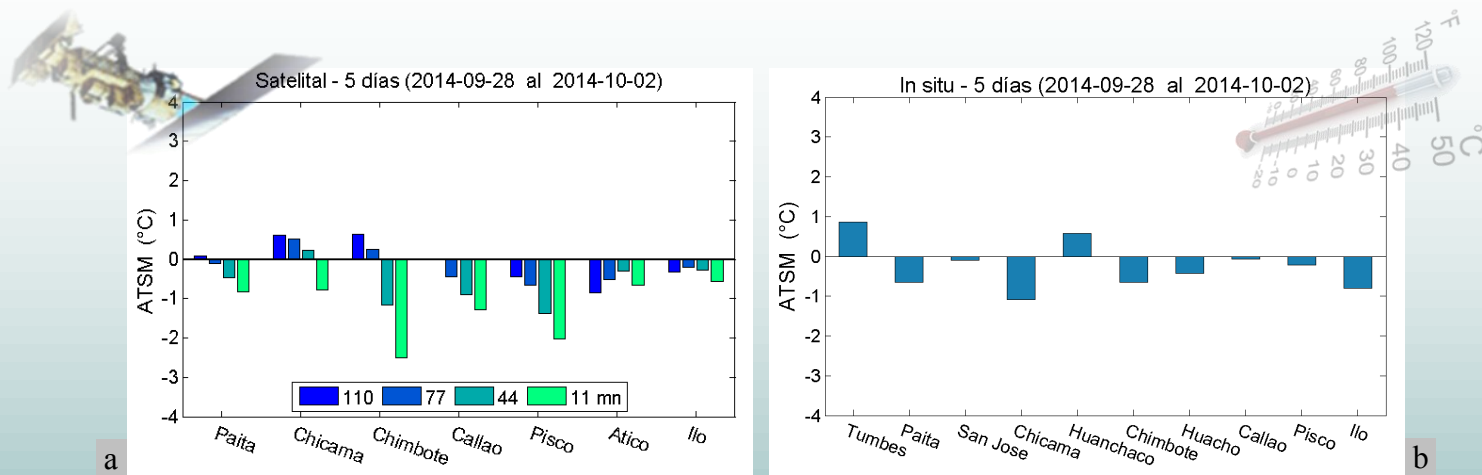 Satelital - 5 días (2014-09-28 al 2014-10-02)
4
3
2
1
0
-1
-2
-3
-4
ATSM (°C)
110 77 44 11 mn
Paita Chicama Chimbote Callao Pisco Atico Ilo
a
In situ - 5 días (2014-09-28 al 2014-10-02)
4
3
2
1
0
-1
-2
-3
-4
ATSM (°C)
Tumbes Paita San Jose Chicama Huanchaco Chimbote Huacho Callao Pisco Ilo
b
°F
60 80 100 120
°C
-20 -10 0 10 20 30 40 50